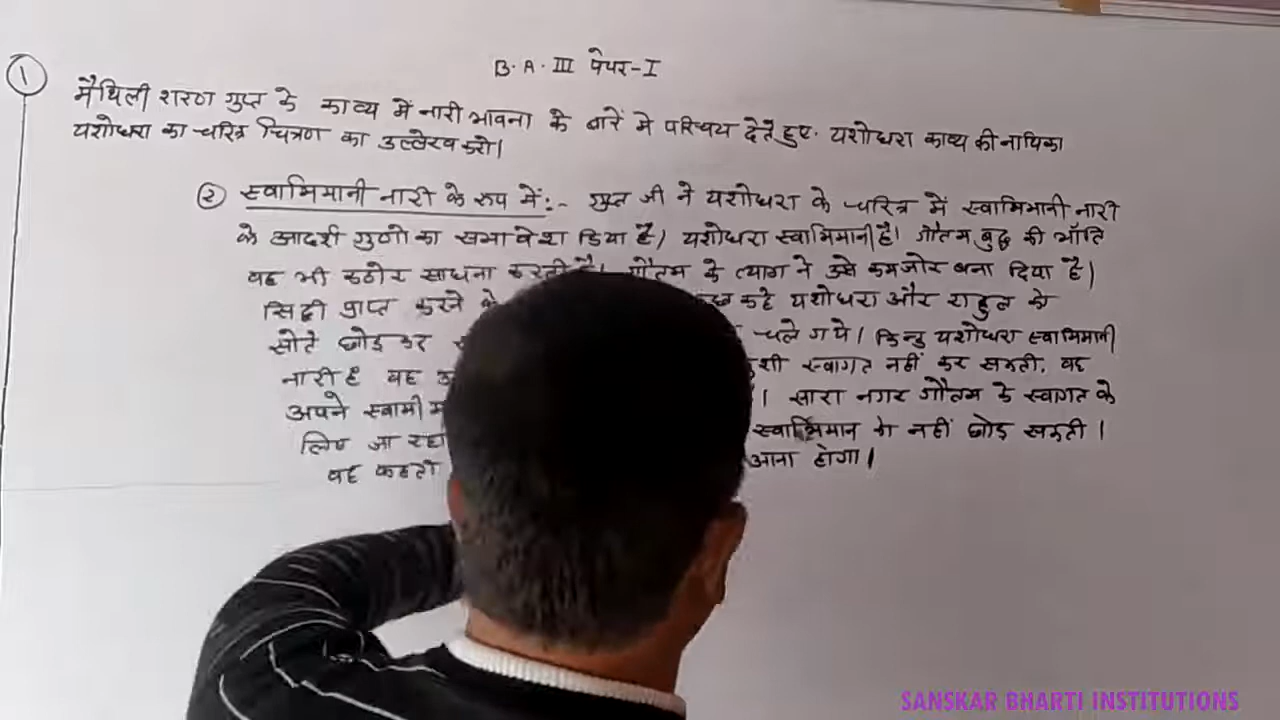 B.A.III पेपर-I
① मैथिली शरण गुप्त के काव्य में नारी भावना के बारें में परिचय देते हुए. यशोधरा काव्य की नायिका
यशोधरा का चरित्र चित्रण का उल्लेख करो।
② स्वाभिमानी नारी के रूप में:- गुप्त जी ने यशोधरा के चरित्र में स्वाभिमानी नारी
के आदर्श गुणों का समावेश किया है। यशोधरा स्वाभिमानी है। गौतम बुद्ध की भाँति
वह भी कठोर साधना करती है। गौतम के त्याग ने उसे कमजोर बना दिया है।
सिद्दी प्राप्त करने के कहे यशोधरा और राहुल को
सोते छोड़कर चले गये। किन्तु यशोधरा स्वाभिमानी
नारी है वह स्वागत नहीं कर सकती. वह
अपने स्वामी । सारा नगर गौतम के स्वागत के
लिए जा रहा स्वाभिमान को नहीं छोड़ सकती।
वह कहती आना होगा।
SANSKAR BHARTI INSTITUTIONS